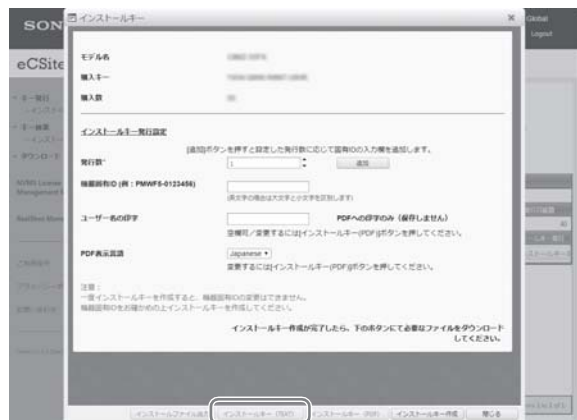 SON
Global
Logout
eCSite
インストールキー
モデル名
購入キー
購入数
インストールキー発行設定
[追加]ボタンを押すと設定した発行数に応じて固有IDの入力欄を追加します。
発行数*
1
追加
機器固有ID (例：PMWF5-0123456)
(英文字の場合は大文字と小文字を区別します)
ユーザー名の印字
PDFへの印字のみ（保存しません）
空欄可／変更するには[インストールキー(PDF)]ボタンを押してください。
PDF表示言語
Japanese
変更するには[インストールキー(PDF)]ボタンを押してください。
注意：
一度インストールキーを作成すると、機器固有IDの変更はできません。
機器固有IDをお確かめの上インストールキーを作成してください。
インストールキー作成が完了したら、下のボタンにて必要なファイルをダウンロード
してください。
インストールファイル出力
インストールキー (TEXT)
インストールキー (PDF)
インストールキー作成
閉じる